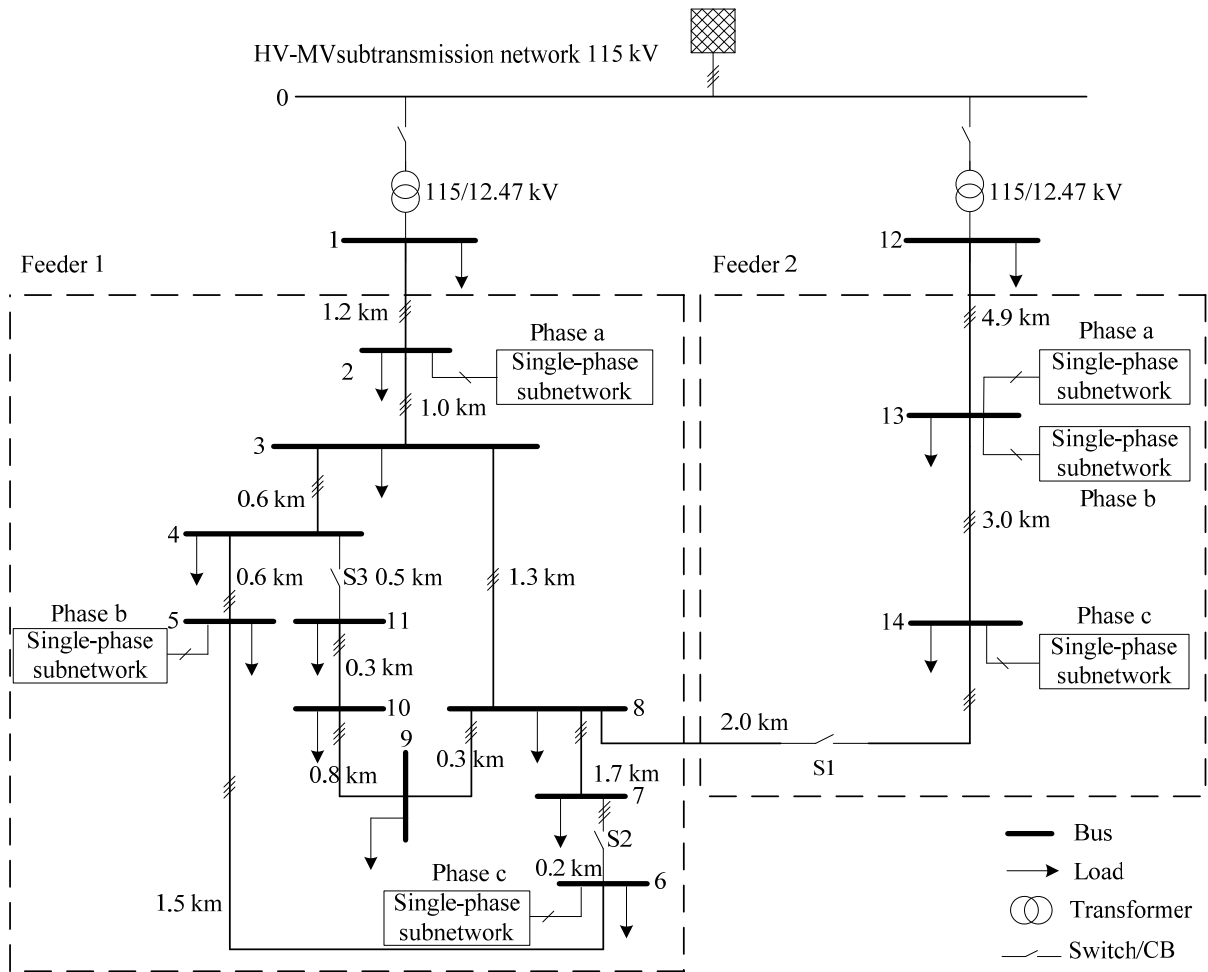 HV-MVsubtransmission network 115 kV
0
115/12.47 kV
115/12.47 kV
1
12
Feeder 1
Feeder 2
1.2 km
4.9 km
Phase a
Single-phase
subnetwork
2
1.0 km
Phase a
Single-phase
subnetwork
13
Single-phase
subnetwork
Phase b
3
0.6 km
3.0 km
4
0.6 km
S3 0.5 km
1.3 km
Phase b
Single-phase
subnetwork
5
11
14
Phase c
Single-phase
subnetwork
0.3 km
10
8
9
2.0 km
0.8 km
0.3 km
1.7 km
S1
7
S2
0.2 km
Phase c
6
Single-phase
subnetwork
1.5 km
Bus
Load
Transformer
Switch/CB